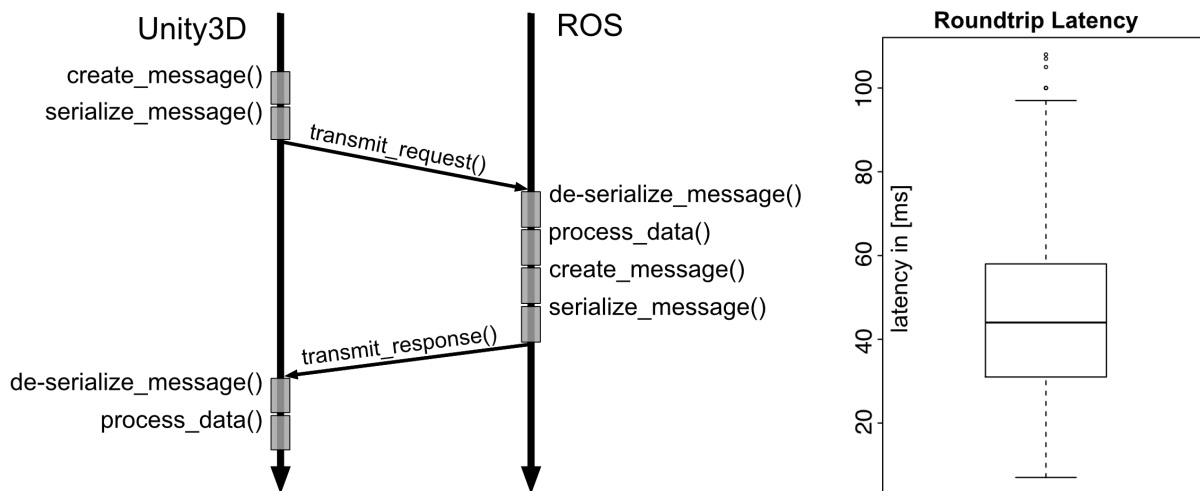 Unity3D
ROS
create_message()
serialize_message()
transmit_request()
de-serialize_message()
process_data()
create_message()
serialize_message()
transmit_response()
de-serialize_message()
process_data()
Roundtrip Latency
latency in [ms]
100
80
60
40
20